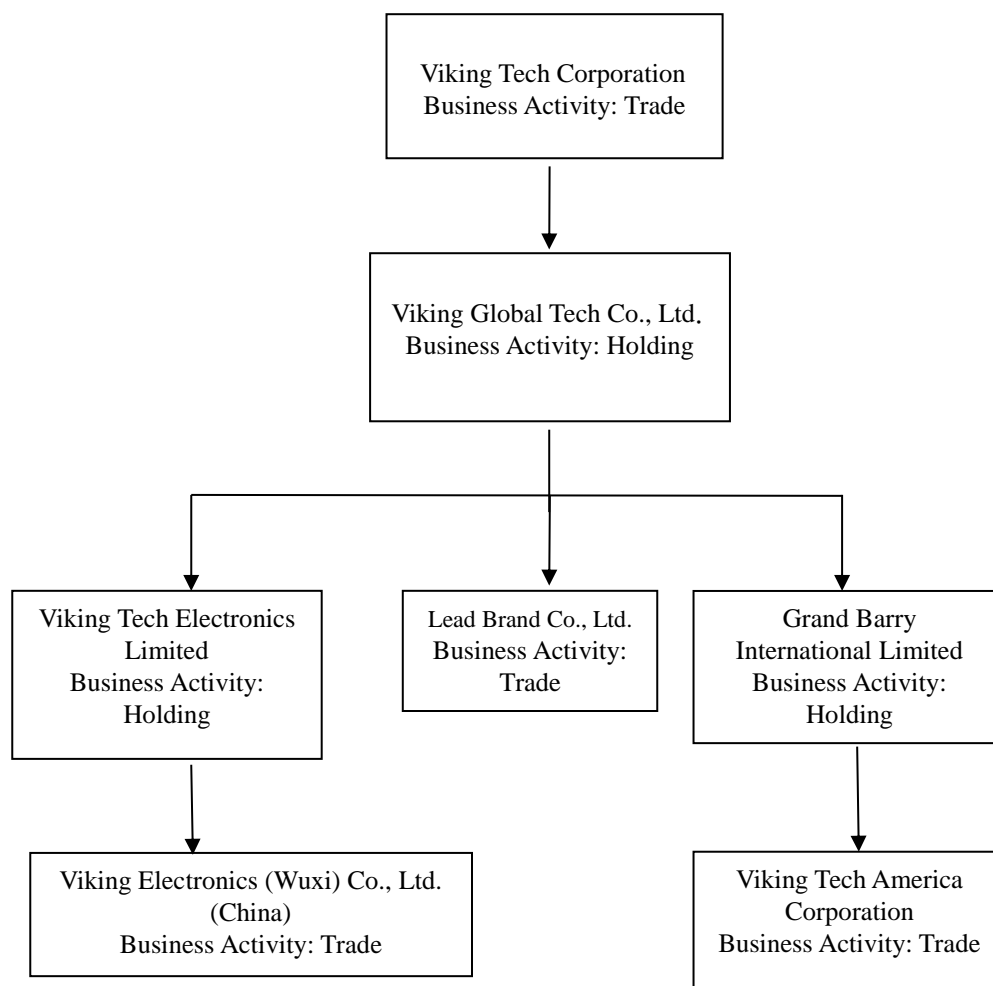 Viking Tech Corporation
Business Activity: Trade
Viking Global Tech Co., Ltd.
Business Activity: Holding
Viking Tech Electronics
Limited
Business Activity:
Holding
Lead Brand Co., Ltd.
Business Activity:
Trade
Grand Barry
International Limited
Business Activity:
Holding
Viking Electronics (Wuxi) Co., Ltd.
(China)
Business Activity: Trade
Viking Tech America
Corporation
Business Activity: Trade